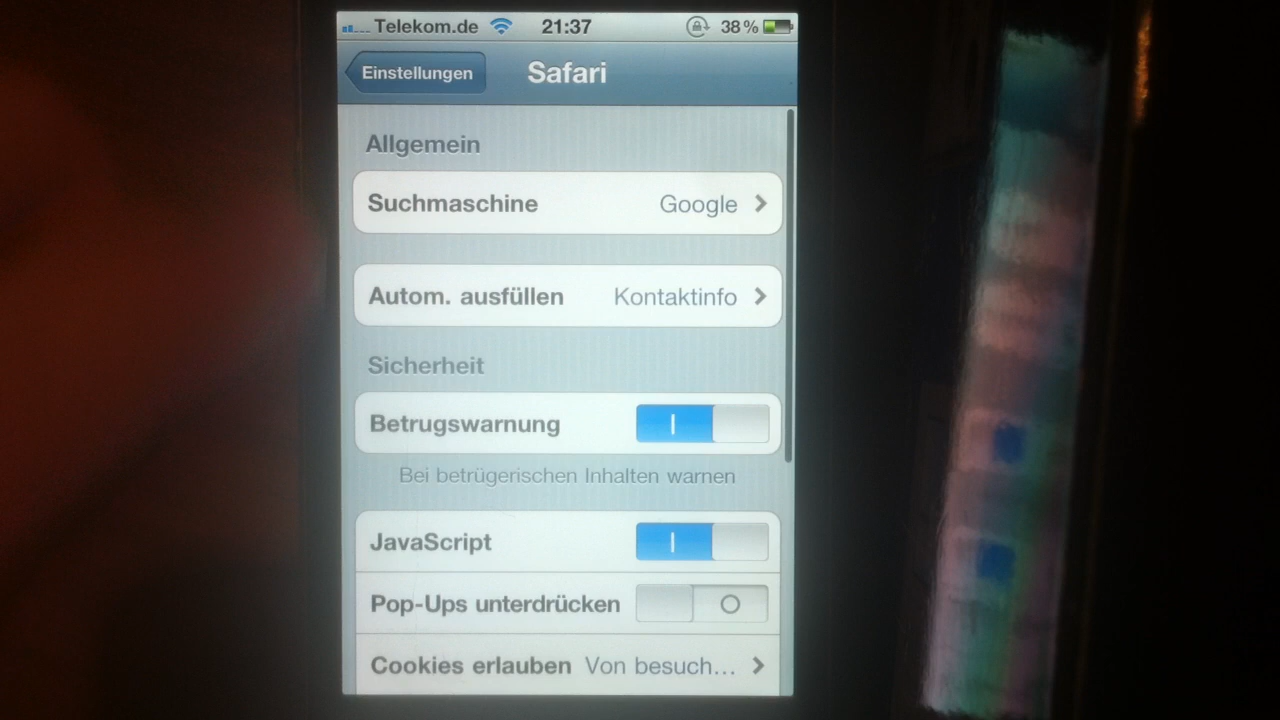 Telekom.de 21:37 38 %
Einstellungen Safari
Allgemein
Suchmaschine Google
Autom. ausfüllen Kontaktinfo
Sicherheit
Betrugswarnung
Bei betrügerischen Inhalten warnen
JavaScript
Pop-Ups unterdrücken
Cookies erlauben Von besuch...